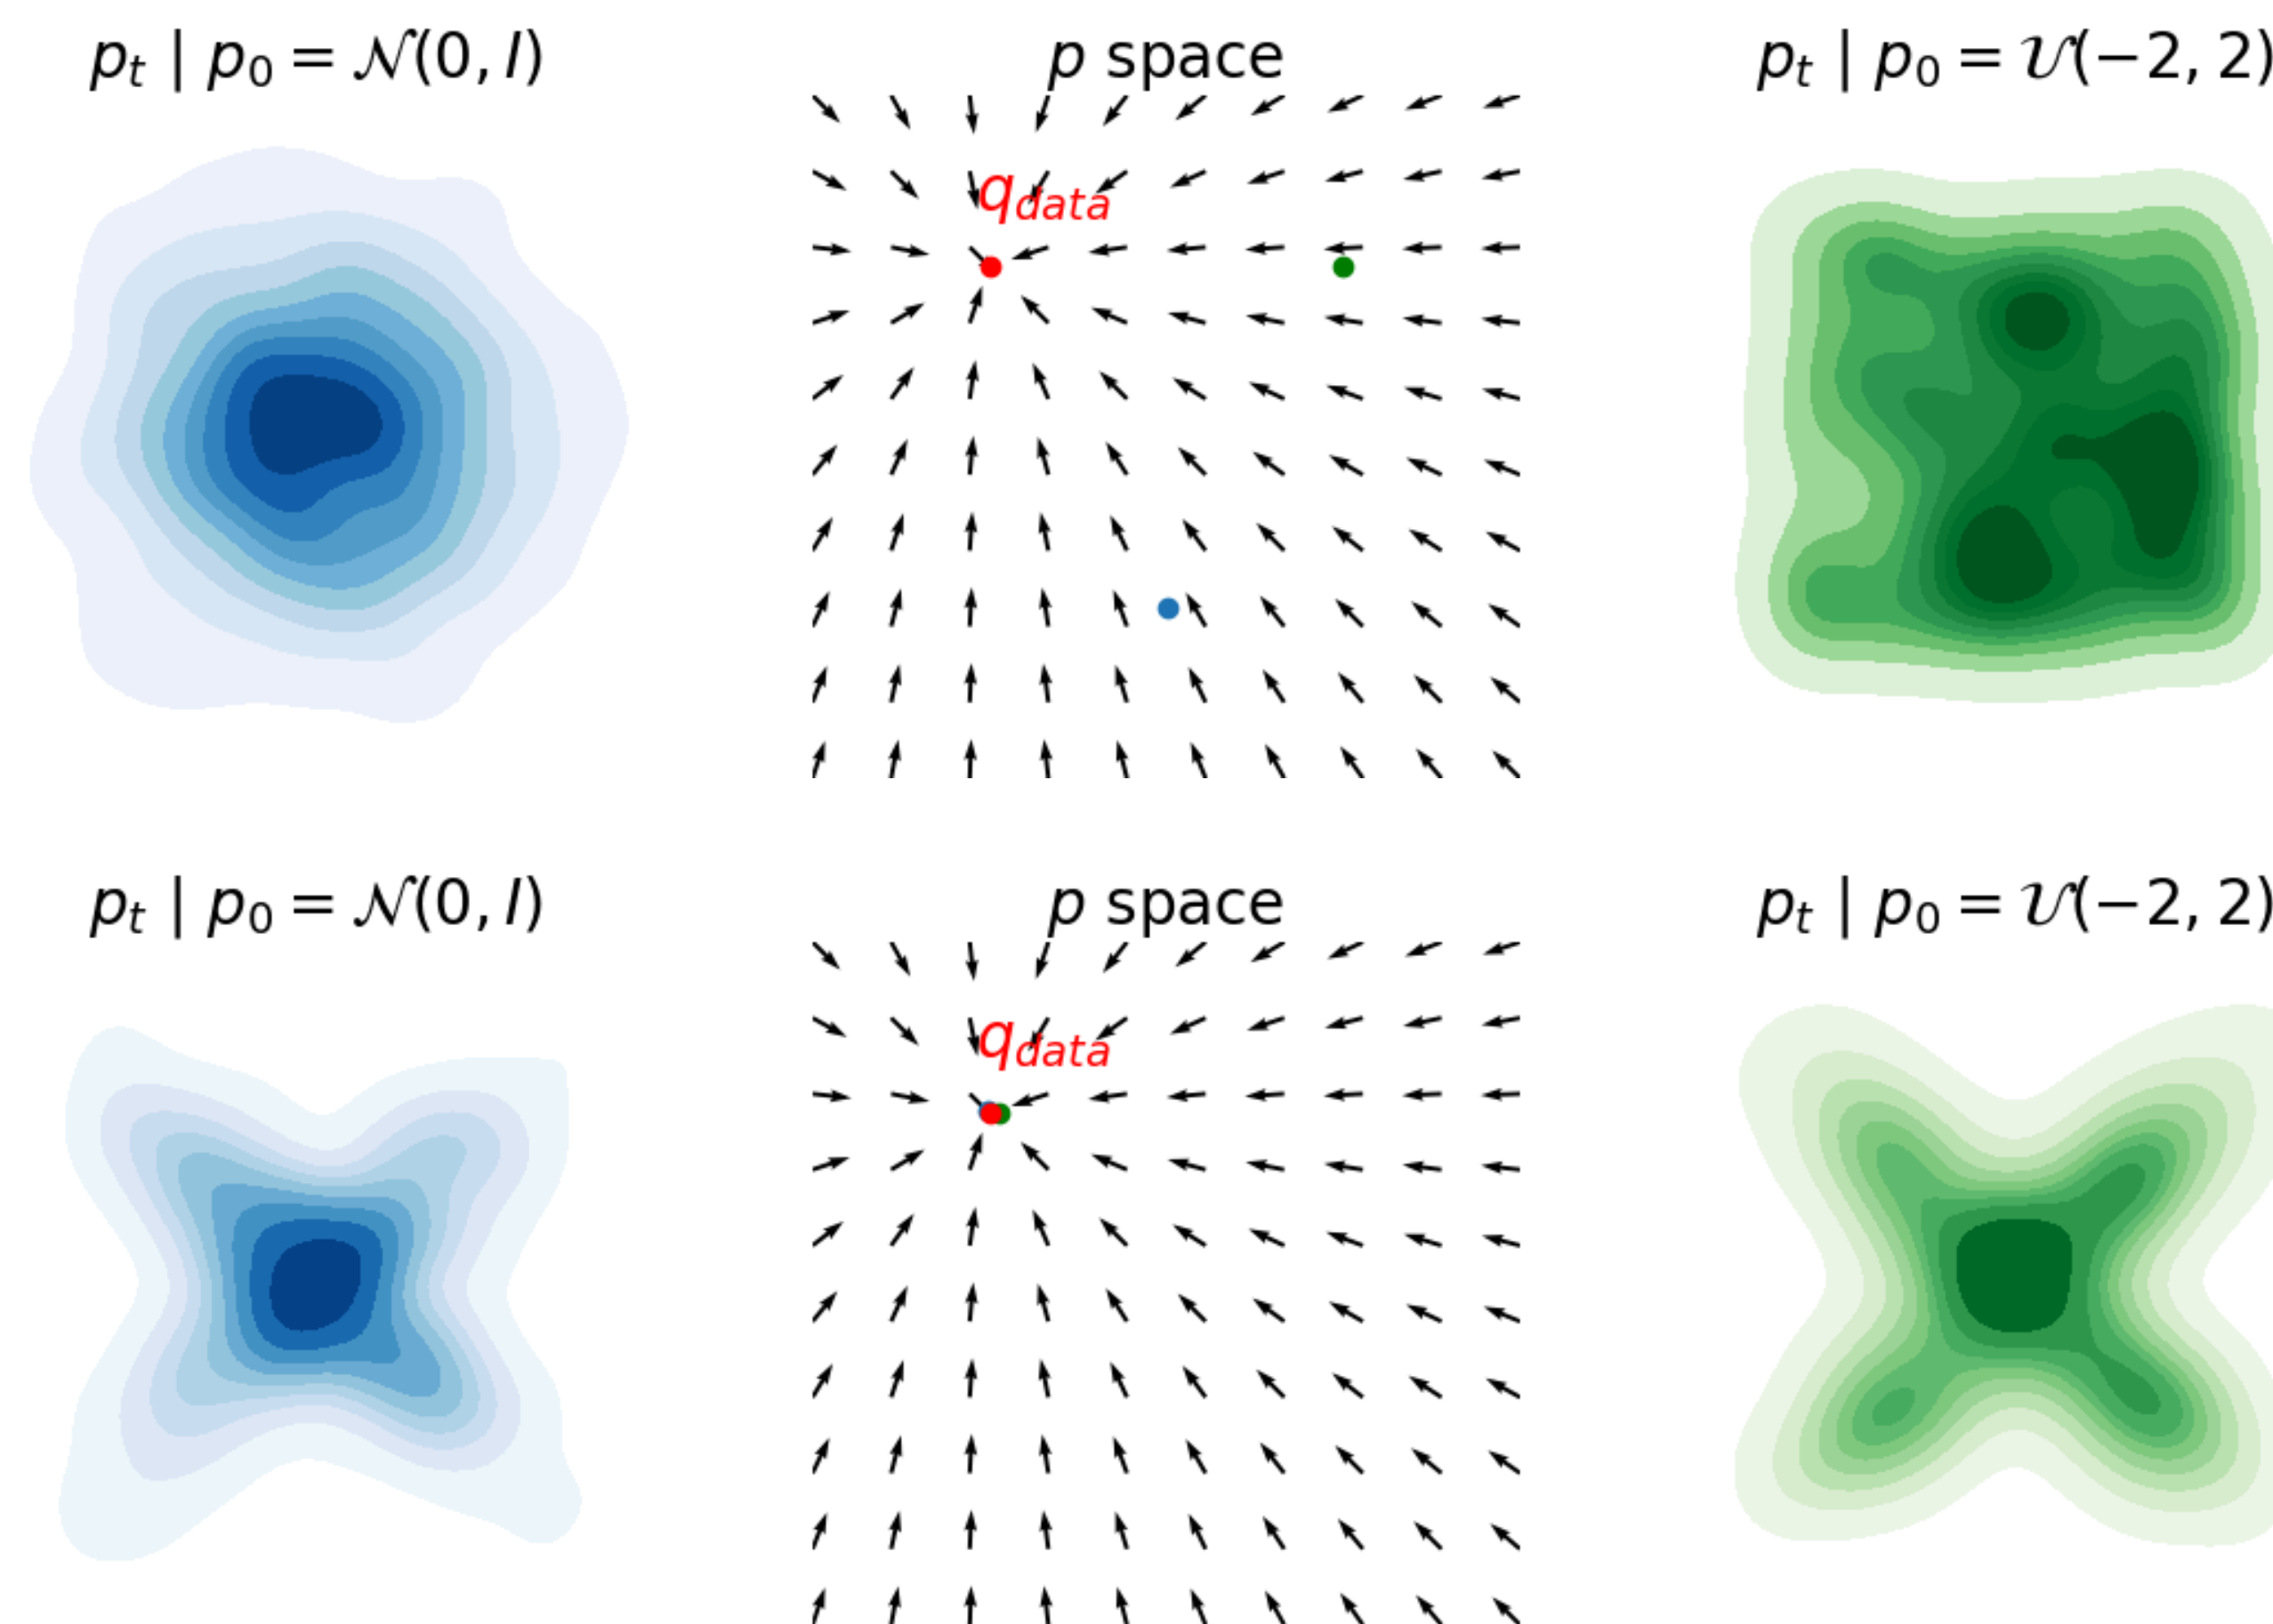 p_t | p_0 = 𝒩(0, I)
p space
p_t | p_0 = 𝒰(−2, 2)
q_data
p_t | p_0 = 𝒩(0, I)
p space
p_t | p_0 = 𝒰(−2, 2)
q_data